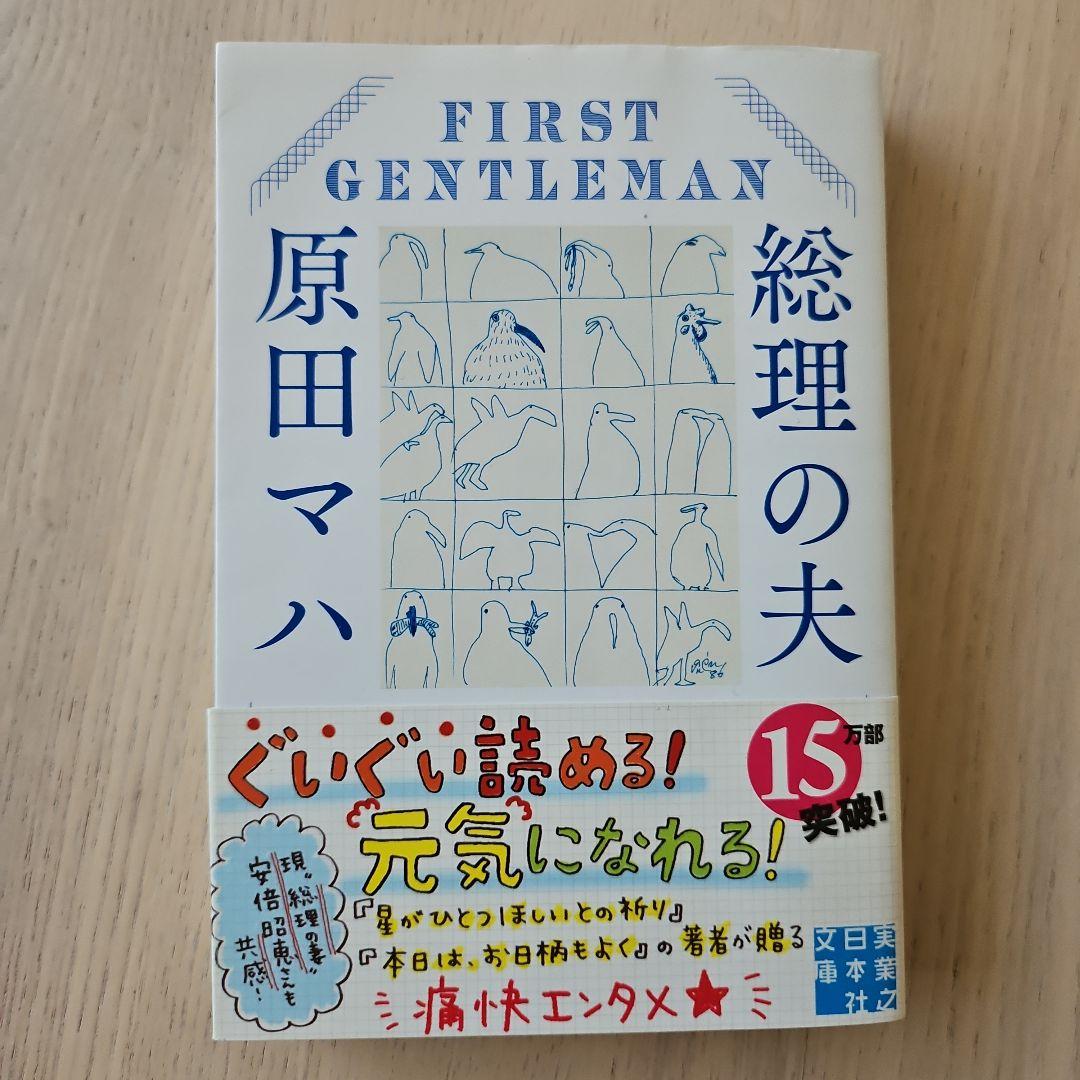 FIRST
GENTLEMAN
総理の夫
原田マハ
ぐいぐい読める!
元気になれる!
15万部
突破!
現"総理の妻"
安倍昭恵さんも
共感!
『星がひとつほしいとの祈り』
『本日は、お日柄もよく』の著者が贈る
痛快エンタメ★
実業之
日本社
文庫